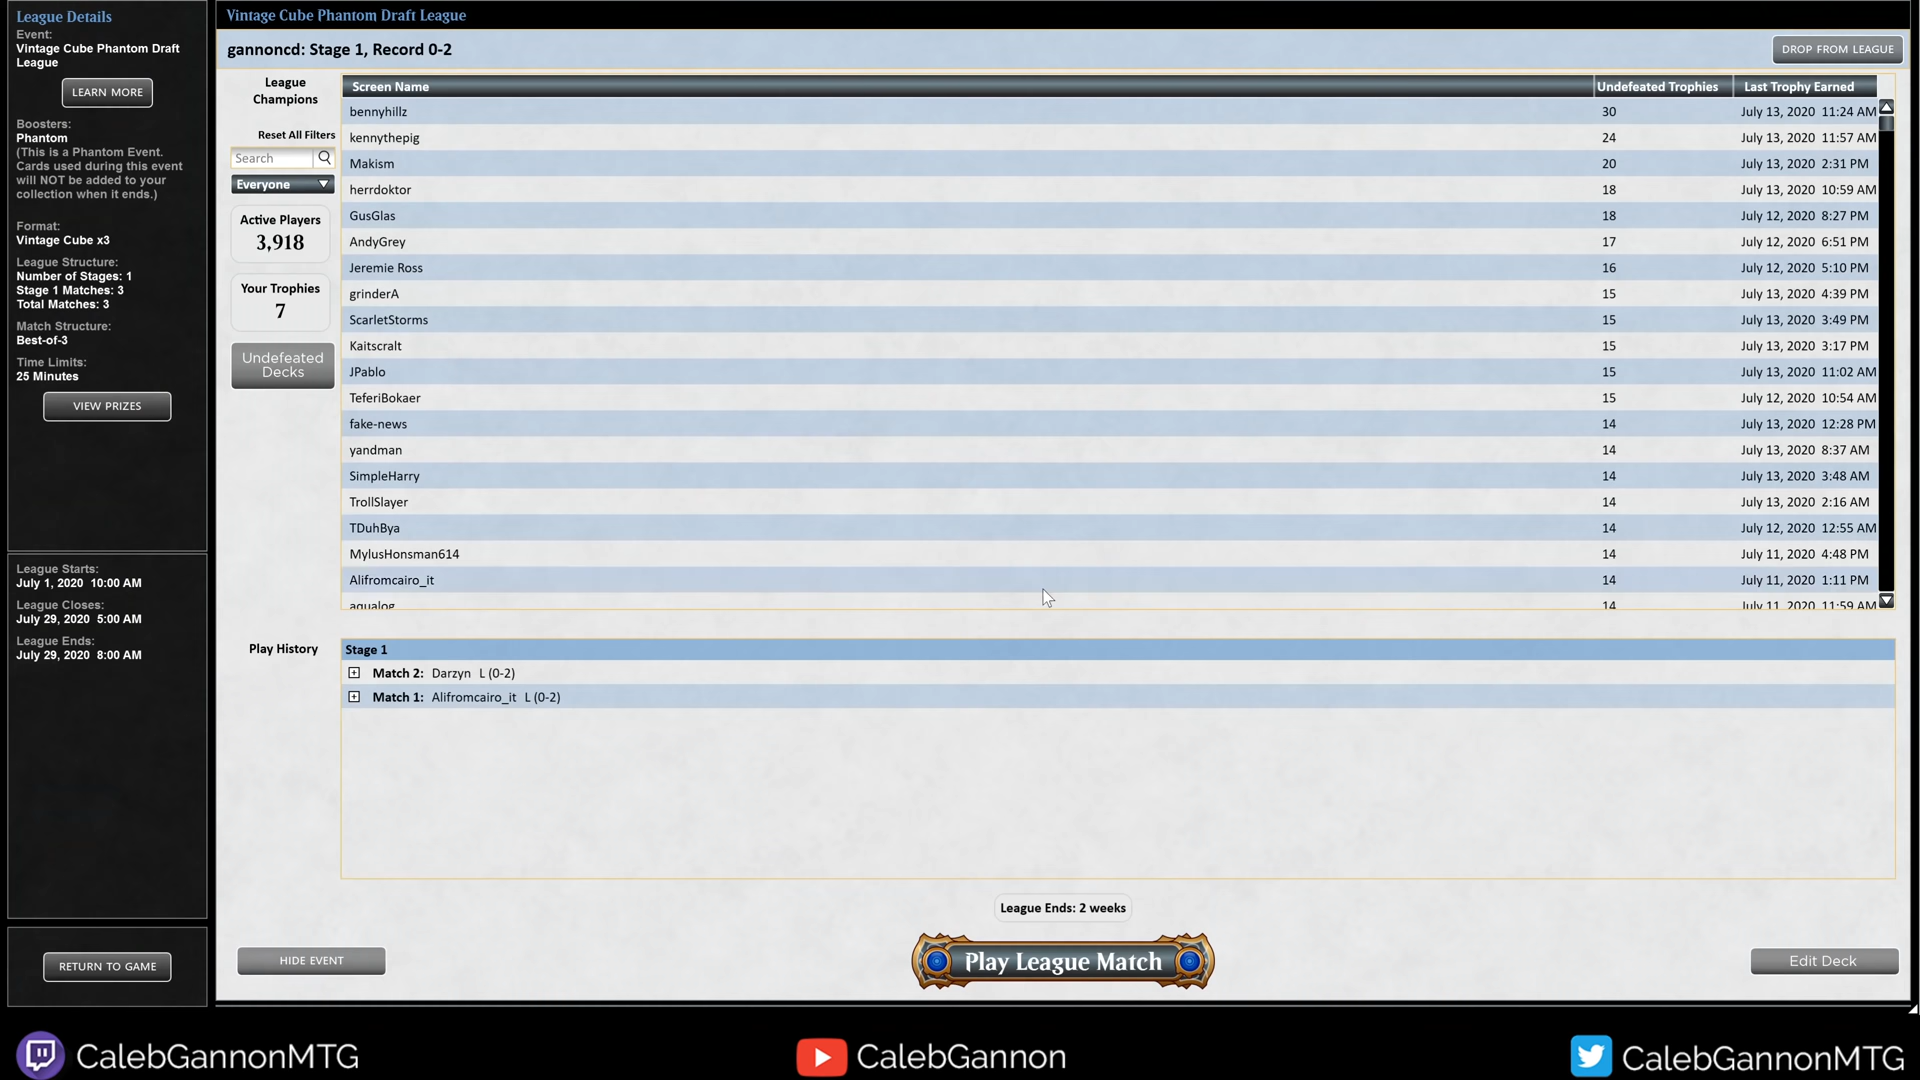 League Details
Event:
Vintage Cube Phantom Draft
League
LEARN MORE
Boosters:
Phantom
(This is a Phantom Event.
Cards used during this event
will NOT be added to your
collection when it ends.)
Format:
Vintage Cube x3
League Structure:
Number of Stages: 1
Stage 1 Matches: 3
Total Matches: 3
Match Structure:
Best-of-3
Time Limits:
25 Minutes
VIEW PRIZES
League Starts:
July 1, 2020 10:00 AM
League Closes:
July 29, 2020 5:00 AM
League Ends:
July 29, 2020 8:00 AM
RETURN TO GAME
Vintage Cube Phantom Draft League
gannoncd: Stage 1, Record 0-2
DROP FROM LEAGUE
League
Champions
Reset All Filters
Search
Everyone
Active Players
3,918
Your Trophies
7
Undefeated
Decks
Screen Name Undefeated Trophies Last Trophy Earned
bennyhillz 30 July 13, 2020 11:24 AM
kennythepig 24 July 13, 2020 11:57 AM
Makism 20 July 13, 2020 2:31 PM
herrdoktor 18 July 13, 2020 10:59 AM
GusGlas 18 July 12, 2020 8:27 PM
AndyGrey 17 July 12, 2020 6:51 PM
Jeremie Ross 16 July 12, 2020 5:10 PM
grinderA 15 July 13, 2020 4:39 PM
ScarletStorms 15 July 13, 2020 3:49 PM
Kaitscralt 15 July 13, 2020 3:17 PM
JPablo 15 July 13, 2020 11:02 AM
TeferiBokaer 15 July 12, 2020 10:54 AM
fake-news 14 July 13, 2020 12:28 PM
yandman 14 July 13, 2020 8:37 AM
SimpleHarry 14 July 13, 2020 3:48 AM
TrollSlayer 14 July 13, 2020 2:16 AM
TDuhBya 14 July 12, 2020 12:55 AM
MylusHonsman614 14 July 11, 2020 4:48 PM
Alifromcairo_it 14 July 11, 2020 1:11 PM
aqualog 14 July 11, 2020 11:59 AM
Play History
Stage 1
Match 2: Darzyn L (0-2)
Match 1: Alifromcairo_it L (0-2)
League Ends: 2 weeks
HIDE EVENT
Play League Match
Edit Deck
CalebGannonMTG
CalebGannon
CalebGannonMTG